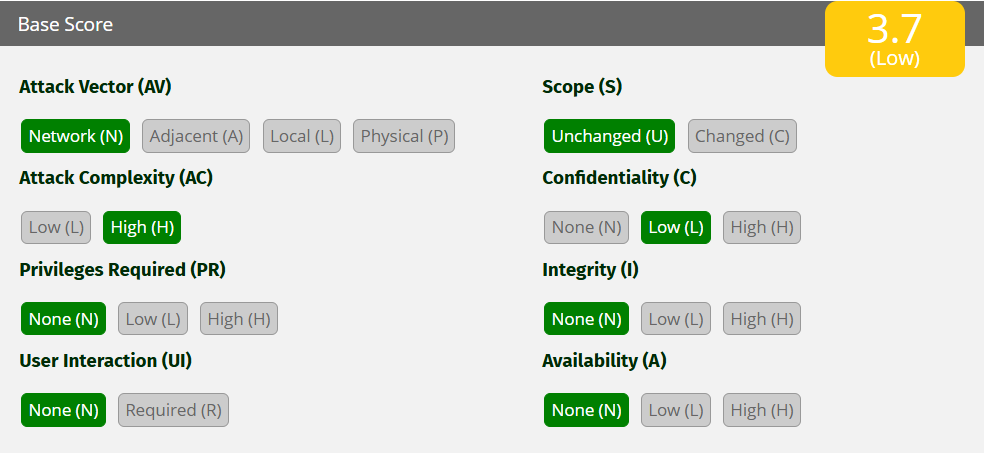 Base Score
3.7
(Low)
Attack Vector (AV)
Network (N) Adjacent (A) Local (L) Physical (P)
Attack Complexity (AC)
Low (L) High (H)
Privileges Required (PR)
None (N) Low (L) High (H)
User Interaction (UI)
None (N) Required (R)
Scope (S)
Unchanged (U) Changed (C)
Confidentiality (C)
None (N) Low (L) High (H)
Integrity (I)
None (N) Low (L) High (H)
Availability (A)
None (N) Low (L) High (H)